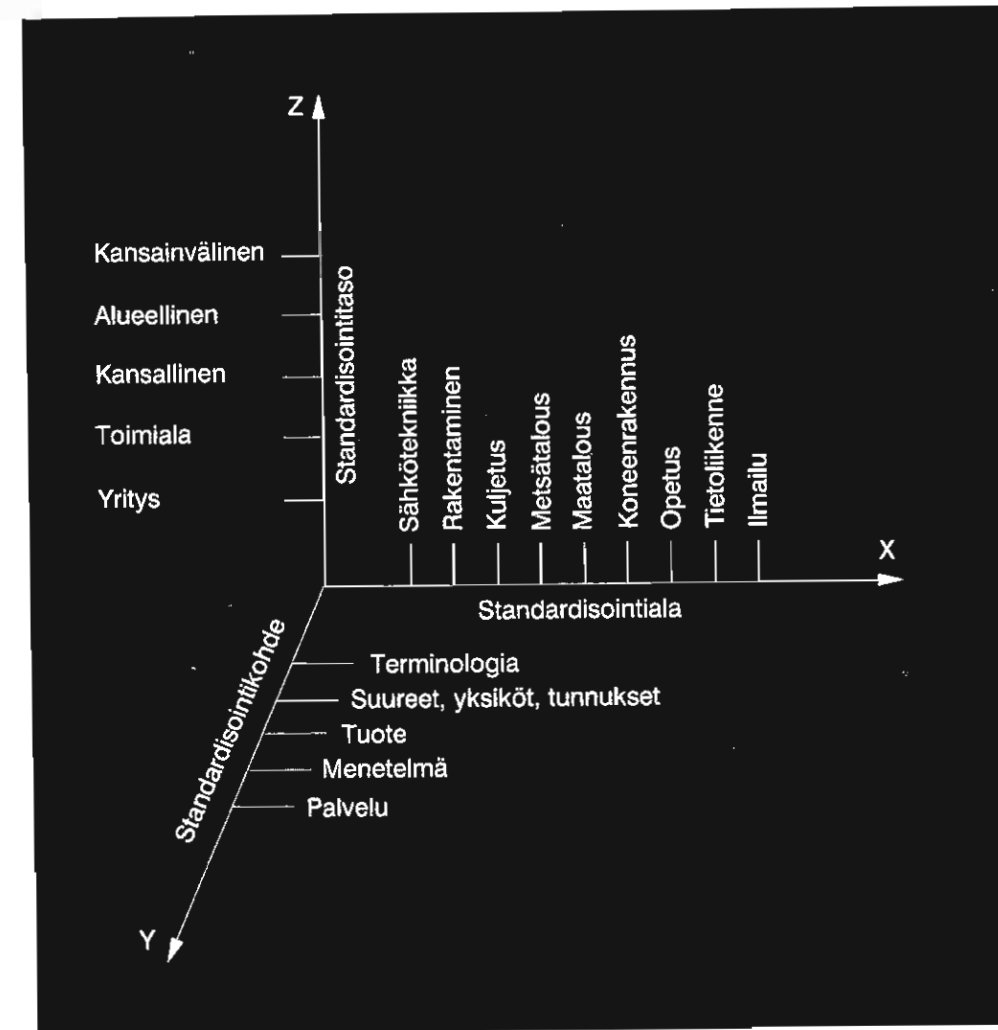 Z
Kansainvälinen
Alueellinen
Kansallinen
Toimiala
Yritys
Standardisointitaso
Sähkötekniikka
Rakentaminen
Kuljetus
Metsätalous
Maatalous
Koneenrakennus
Opetus
Tietoliikenne
Ilmailu
X
Standardisointiala
Standardisointikohde
Terminologia
Suureet, yksiköt, tunnukset
Tuote
Menetelmä
Palvelu
Y